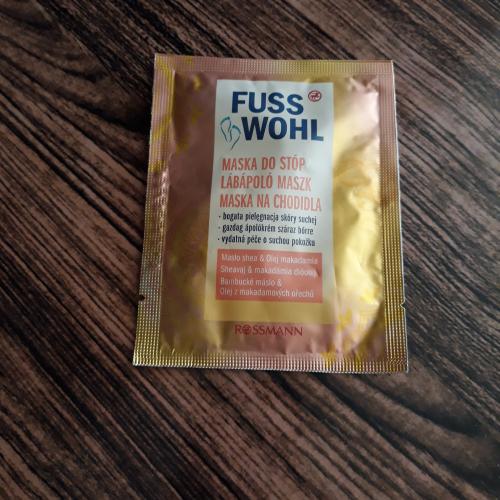 FUSS
WOHL
MASKA DO STÓP
LÁBÁPOLÓ MASZK
MASKA NA CHODIDLA
· bogata pielęgnacja skóry suchej
· gazdag ápolókrém száraz bőrre
· vydatná péče o suchou pokožku
Masło shea & Olej makadamia
Sheavaj & makadámia dióolaj
Bambucké máslo &
Olej z makadamových ořechů
ROSSMANN